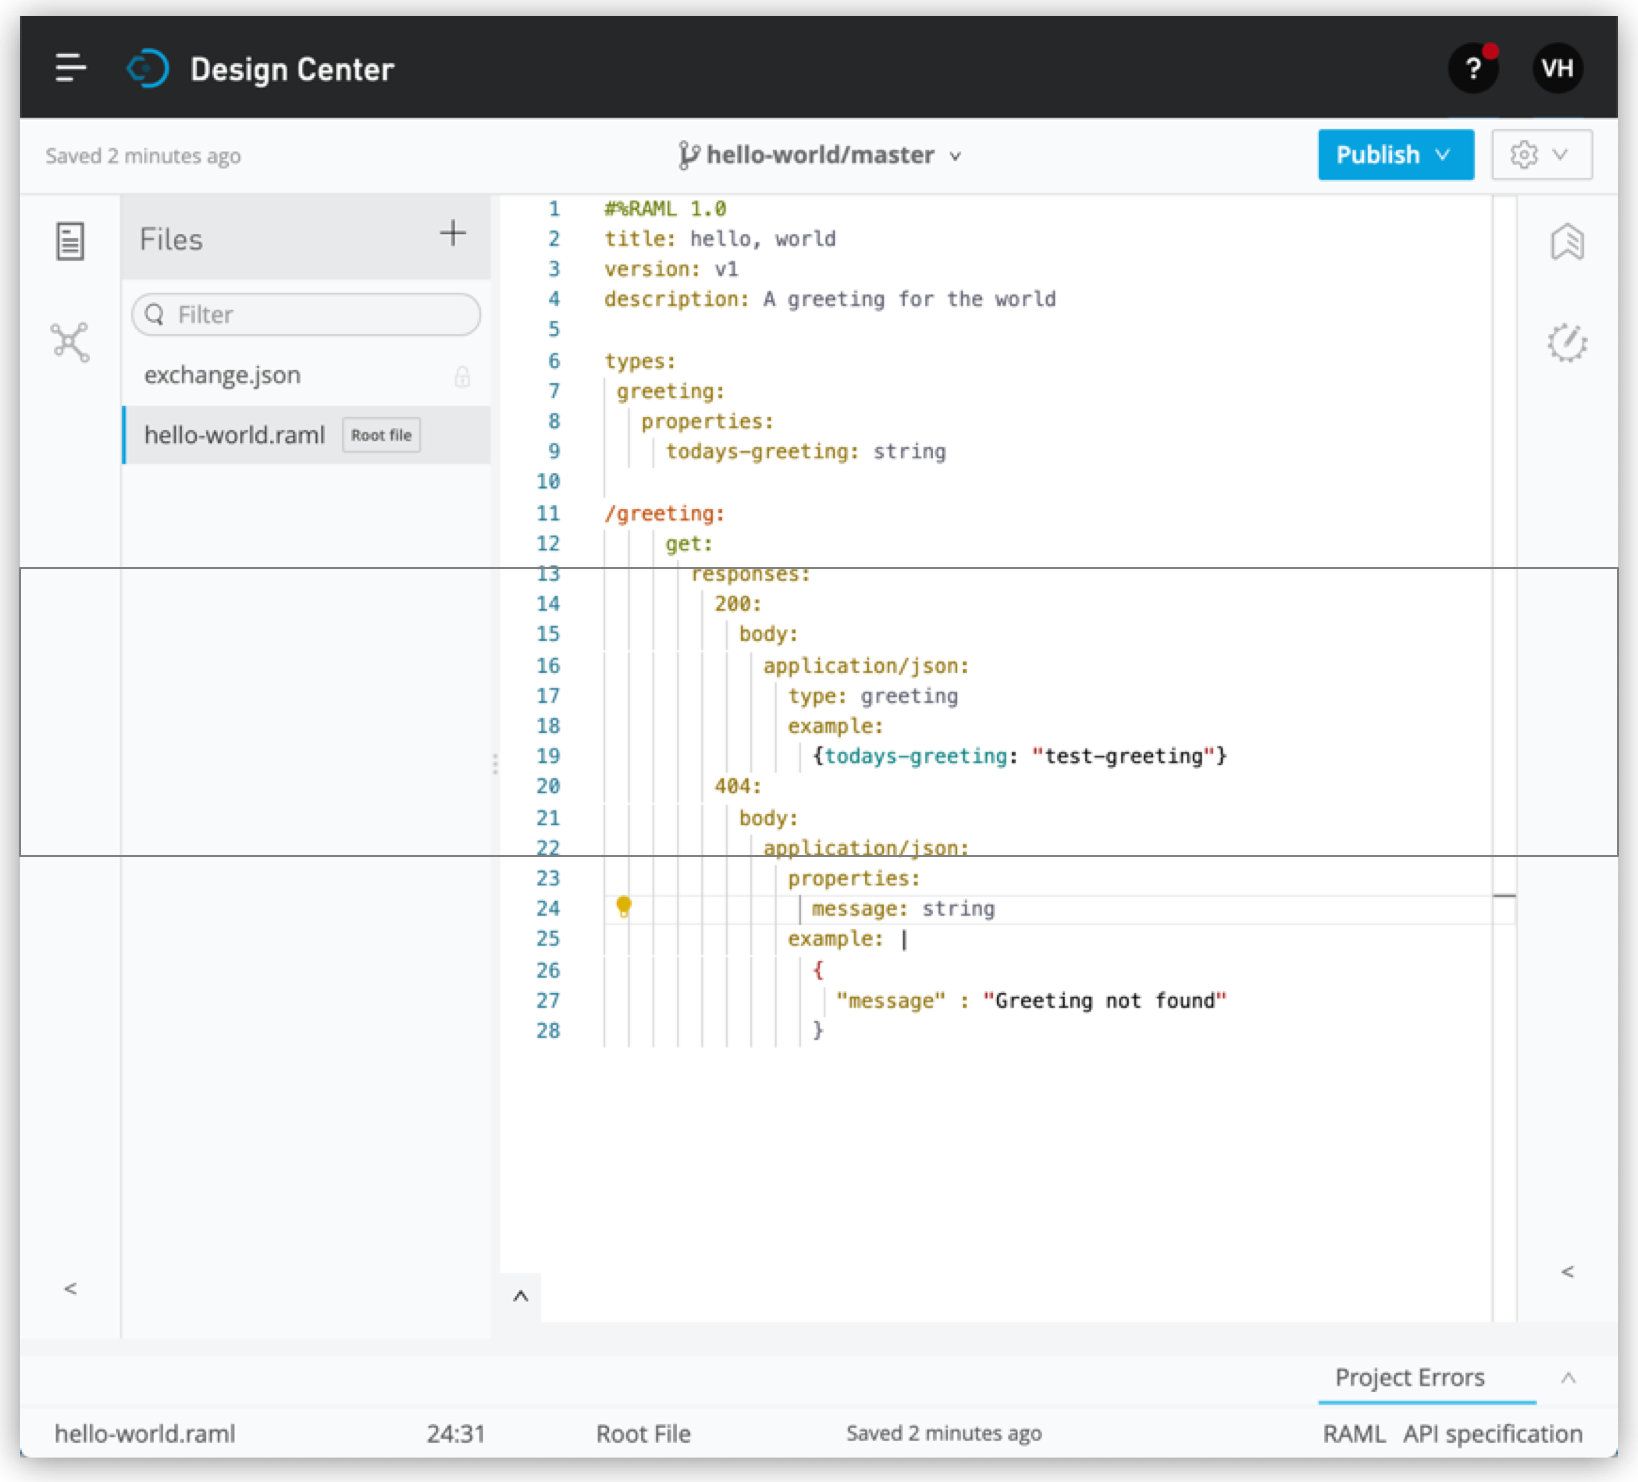 Design Center
?
VH
Saved 2 minutes ago
hello-world/master
Publish
Files
Filter
exchange.json
hello-world.raml Root file
1 #%RAML 1.0
2 title: hello, world
3 version: v1
4 description: A greeting for the world
5
6 types:
7 greeting:
8 properties:
9 todays-greeting: string
10
11 /greeting:
12 get:
13 responses:
14 200:
15 body:
16 application/json:
17 type: greeting
18 example:
19 {todays-greeting: "test-greeting"}
20 404:
21 body:
22 application/json:
23 properties:
24 message: string
25 example: |
26 {
27 "message" : "Greeting not found"
28 }
Project Errors
hello-world.raml 24:31 Root File Saved 2 minutes ago RAML API specification